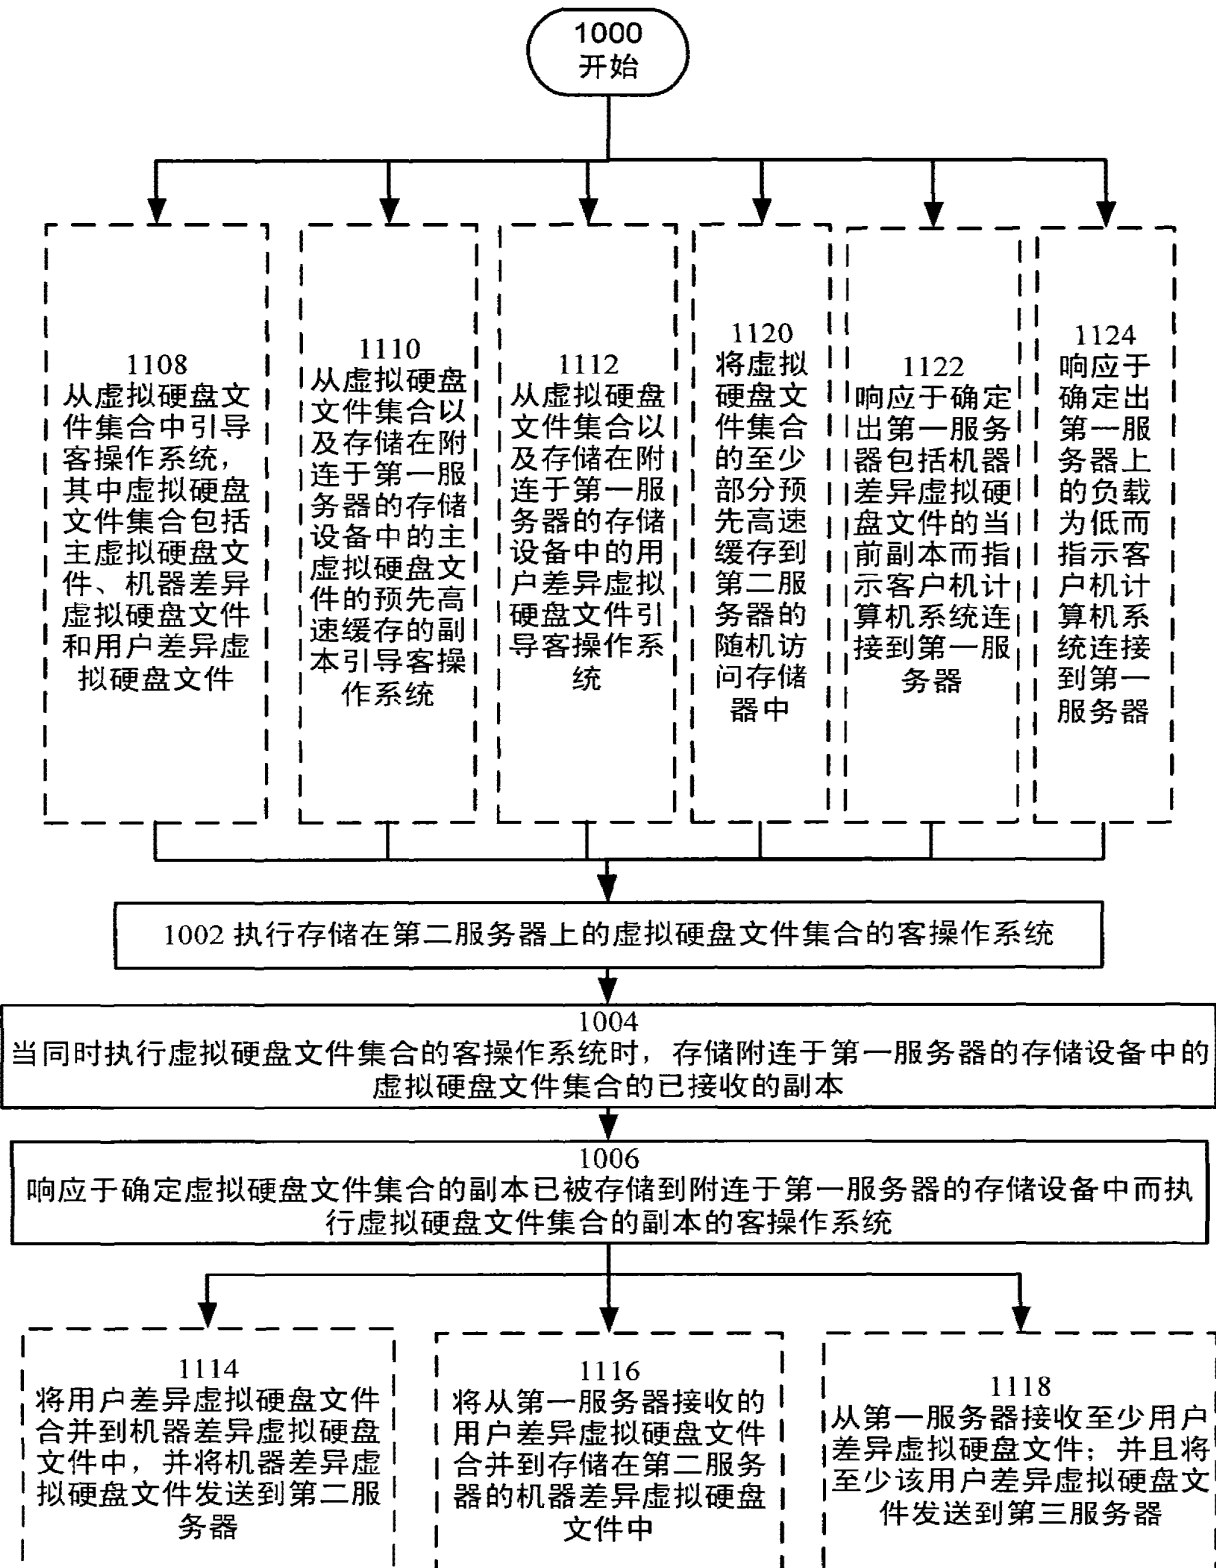 1000
开始
1108
从虚拟硬盘文
件集合中引导
客操作系统，
其中虚拟硬盘
文件集合包括
主虚拟硬盘文
件、机器差异
虚拟硬盘文件
和用户差异虚
拟硬盘文件
1110
从虚拟硬盘
文件集合以
及存储在附
连于第一服
务器的存储
设备中的主
虚拟硬盘文
件的预先高
速缓存的副
本引导客操
作系统
1112
从虚拟硬盘
文件集合以
及存储在附
连于第一服
务器的存储
设备中的用
户差异虚拟
硬盘文件引
导客操作系
统
1120
将虚拟
硬盘文
件集合
的至少
部分预
先高速
缓存到
第二服
务器的
随机访
问存储
器中
1122
响应于确定
出第一服务
器包括机器
差异虚拟硬
盘文件的当
前副本而指
示客户机计
算机系统连
接到第一服
务器
1124
响应于
确定出
第一服
务器上
的负载
为低而
指示客
户机计
算机系
统连接
到第一
服务器
1002 执行存储在第二服务器上的虚拟硬盘文件集合的客操作系统
1004
当同时执行虚拟硬盘文件集合的客操作系统时，存储附连于第一服务器的存储设备中的
虚拟硬盘文件集合的已接收的副本
1006
响应于确定虚拟硬盘文件集合的副本已被存储到附连于第一服务器的存储设备中而执
行虚拟硬盘文件集合的副本的客操作系统
1114
将用户差异虚拟硬盘文件
合并到机器差异虚拟硬盘
文件中，并将机器差异虚
拟硬盘文件发送到第二服
务器
1116
将从第一服务器接收的
用户差异虚拟硬盘文件
合并到存储在第二服务
器的机器差异虚拟硬盘
文件中
1118
从第一服务器接收至少用户
差异虚拟硬盘文件；并且将
至少该用户差异虚拟硬盘文
件发送到第三服务器